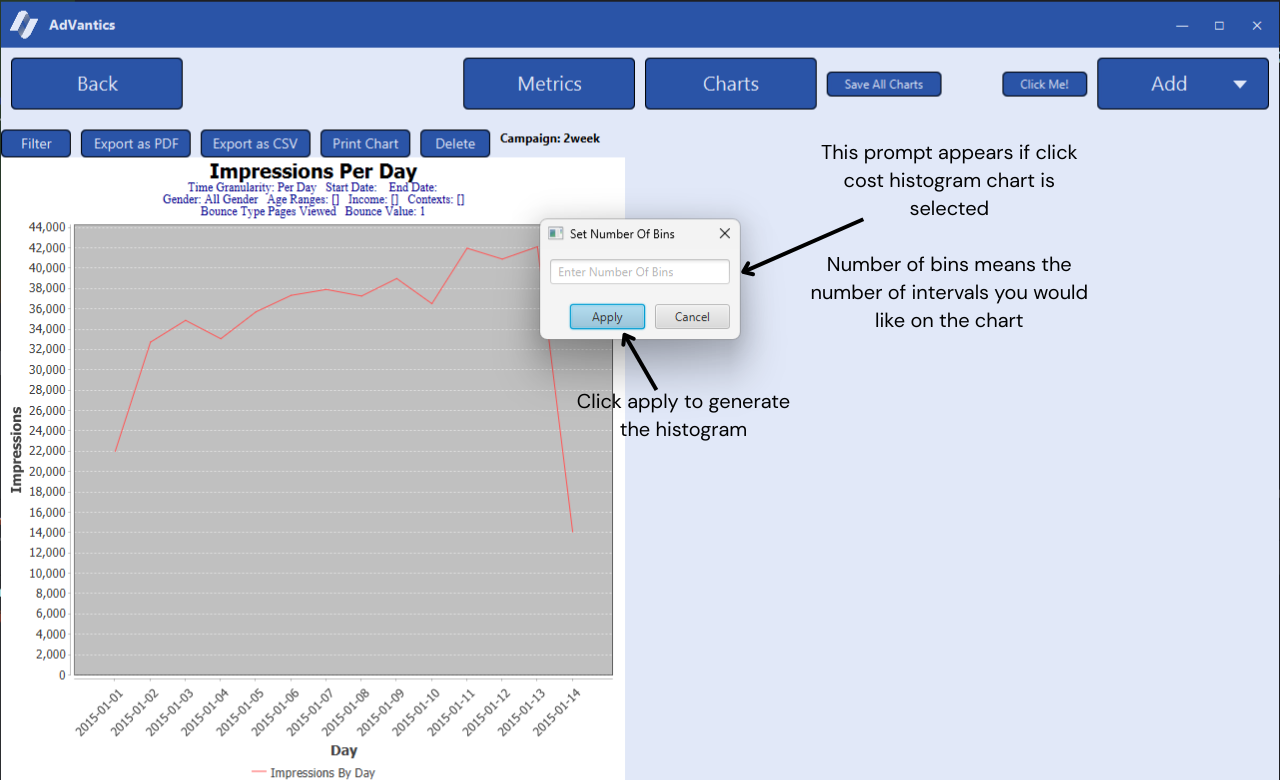 AdVantics
Back
Metrics
Charts
Save All Charts
Click Me!
Add
Filter
Export as PDF
Export as CSV
Print Chart
Delete
Campaign: 2week
Impressions Per Day
Time Granularity: Per Day Start Date: End Date:
Gender: All Gender Age Ranges: [] Income: [] Contexts: []
Bounce Type Pages Viewed Bounce Value: 1
44,000
42,000
40,000
38,000
36,000
34,000
32,000
30,000
28,000
26,000
24,000
22,000
20,000
18,000
16,000
14,000
12,000
10,000
8,000
6,000
4,000
2,000
0
Impressions
2015-01-01
2015-01-02
2015-01-03
2015-01-04
2015-01-05
2015-01-06
2015-01-07
2015-01-08
2015-01-09
2015-01-10
2015-01-11
2015-01-12
2015-01-13
2015-01-14
Day
Impressions By Day
Set Number Of Bins
Enter Number Of Bins
Apply
Cancel
This prompt appears if click
cost histogram chart is
selected
Number of bins means the
number of intervals you would
like on the chart
Click apply to generate
the histogram